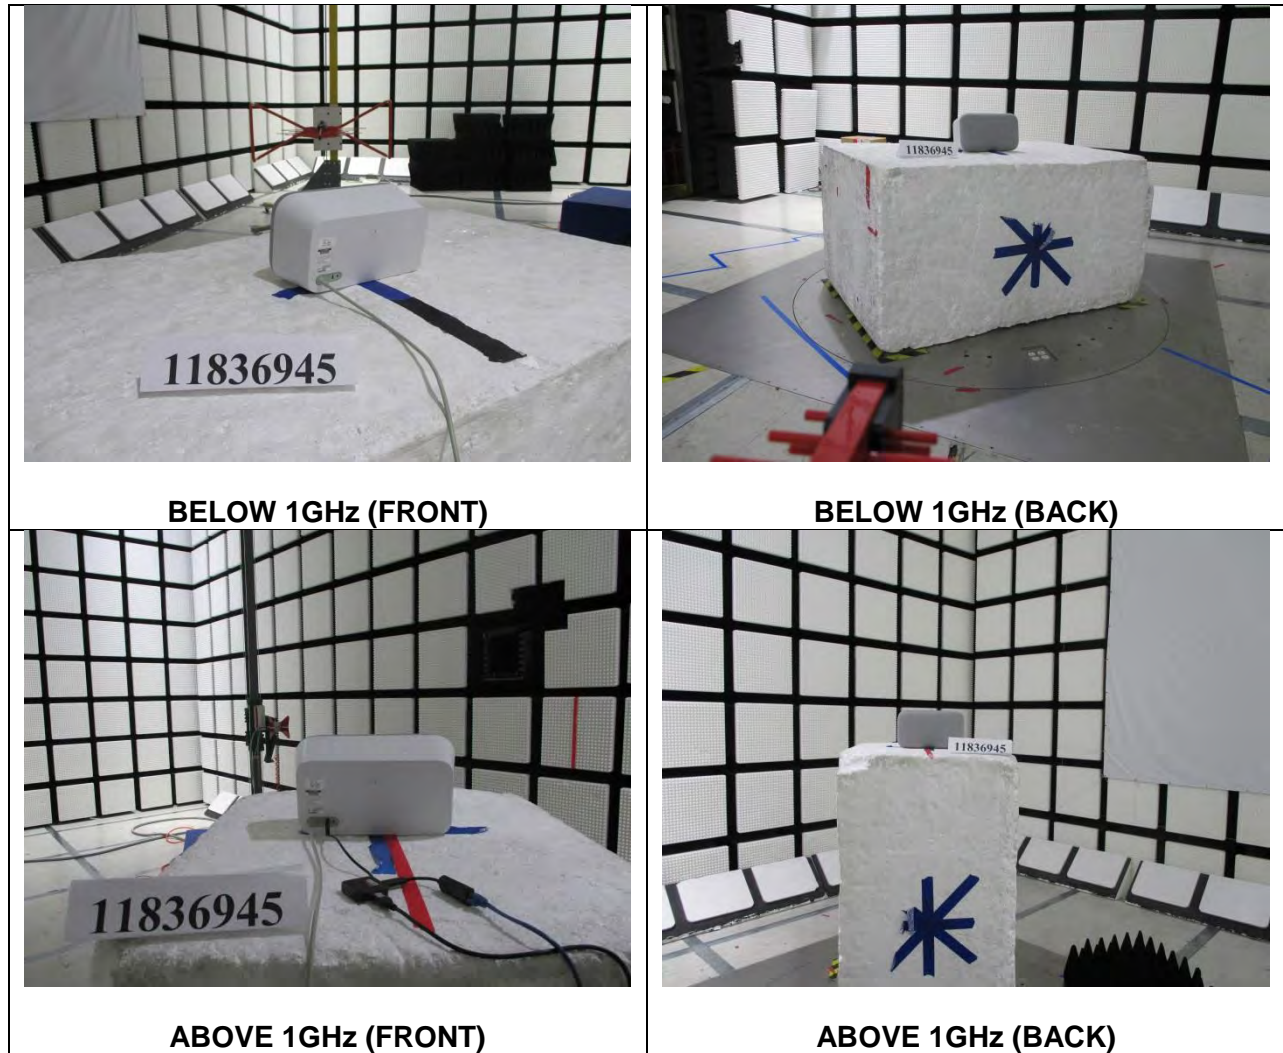 11836945
11836945
BELOW 1GHz (FRONT)
BELOW 1GHz (BACK)
11836945
11836945
ABOVE 1GHz (FRONT)
ABOVE 1GHz (BACK)